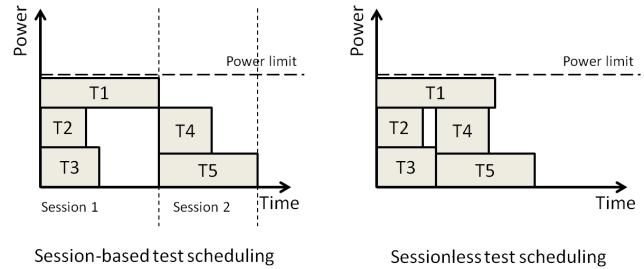 Power
Power limit
T1
T2
T4
T3
T5
Time
Session 1
Session 2
Session-based test scheduling
Power
Power limit
T1
T2
T4
T3
T5
Time
Sessionless test scheduling